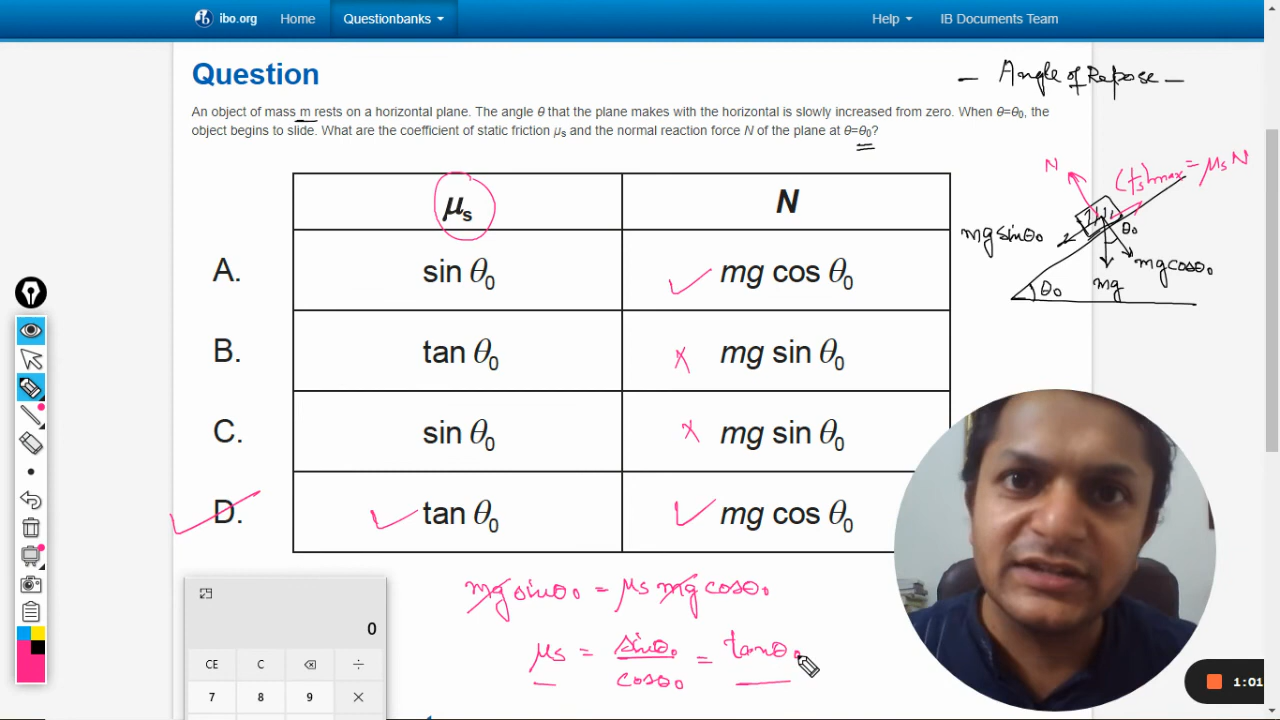 ibo.org Home Questionbanks Help IB Documents Team
Question
— Angle of Repose —
An object of mass m rests on a horizontal plane. The angle θ that the plane makes with the horizontal is slowly increased from zero. When θ=θ₀, the
object begins to slide. What are the coefficient of static friction μₛ and the normal reaction force N of the plane at θ=θ₀?
μₛ N
A. sin θ₀ mg cos θ₀
B. tan θ₀ mg sin θ₀
C. sin θ₀ mg sin θ₀
D. tan θ₀ mg cos θ₀
N
(fₛ)max = μₛ N
mg sinθ₀
θ₀
mg cosθ₀
mg
θ₀
mg sinθ₀ = μₛ mg cosθ₀
μₛ = sinθ₀ / cosθ₀ = tanθ₀
0
CE C ⌫ ÷
7 8 9 ×
1:01